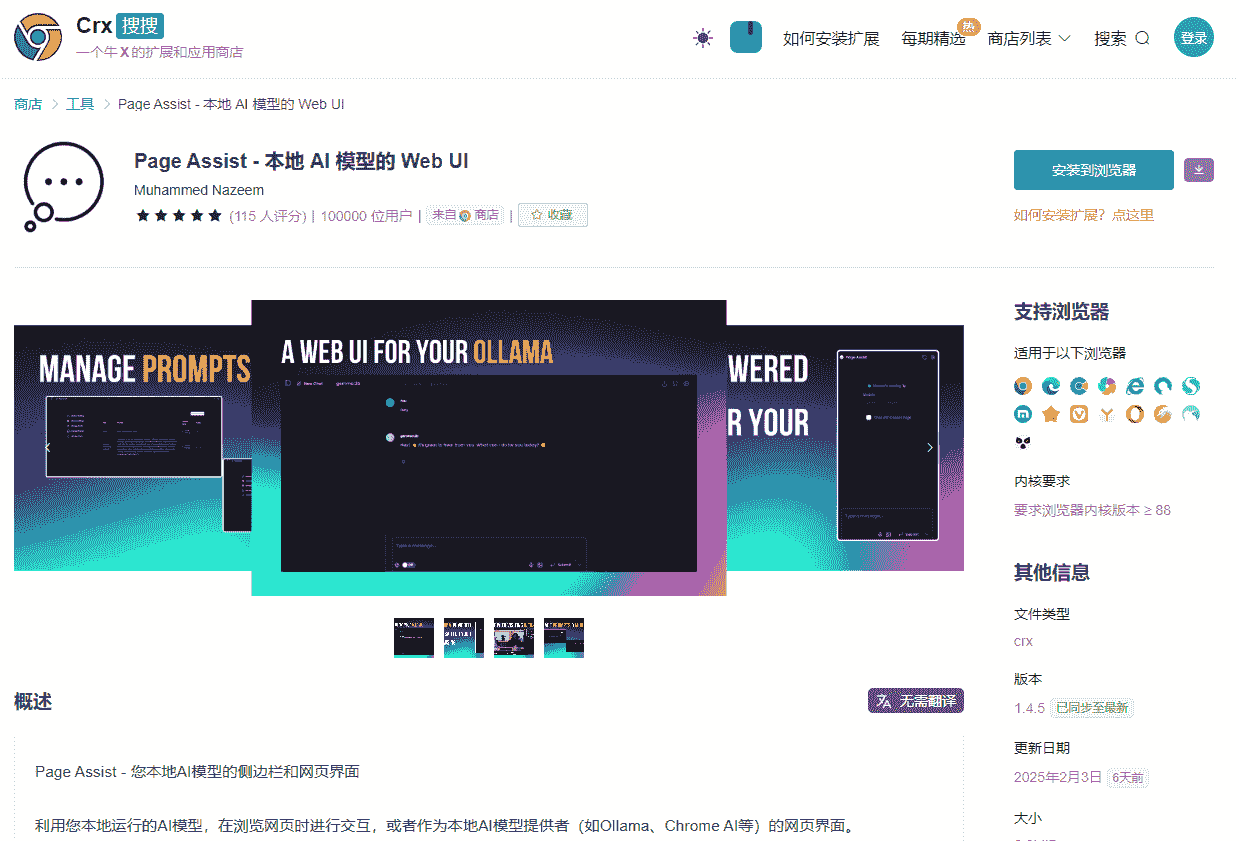 Crx 搜搜
一个牛X的扩展和应用商店
如何安装扩展
每期精选
热
商店列表
搜索
登录
商店 > 工具 > Page Assist - 本地 AI 模型的 Web UI
Page Assist - 本地 AI 模型的 Web UI
Muhammed Nazeem
(115 人评分) | 100000 位用户 | 来自 商店 | 收藏
安装到浏览器
如何安装扩展？点这里
MANAGE PROMPTS
A WEB UI FOR YOUR OLLAMA
New Chat
WERED
R YOUR
Page Assist
Type a message...
Submit
支持浏览器
适用于以下浏览器
内核要求
要求浏览器内核版本 ≥ 88
其他信息
文件类型
crx
版本
1.4.5 已同步至最新
更新日期
2025年2月3日 6天前
大小
概述
无需翻译
Page Assist - 您本地AI模型的侧边栏和网页界面
利用您本地运行的AI模型，在浏览网页时进行交互，或者作为本地AI模型提供者（如Ollama、Chrome AI等）的网页界面。